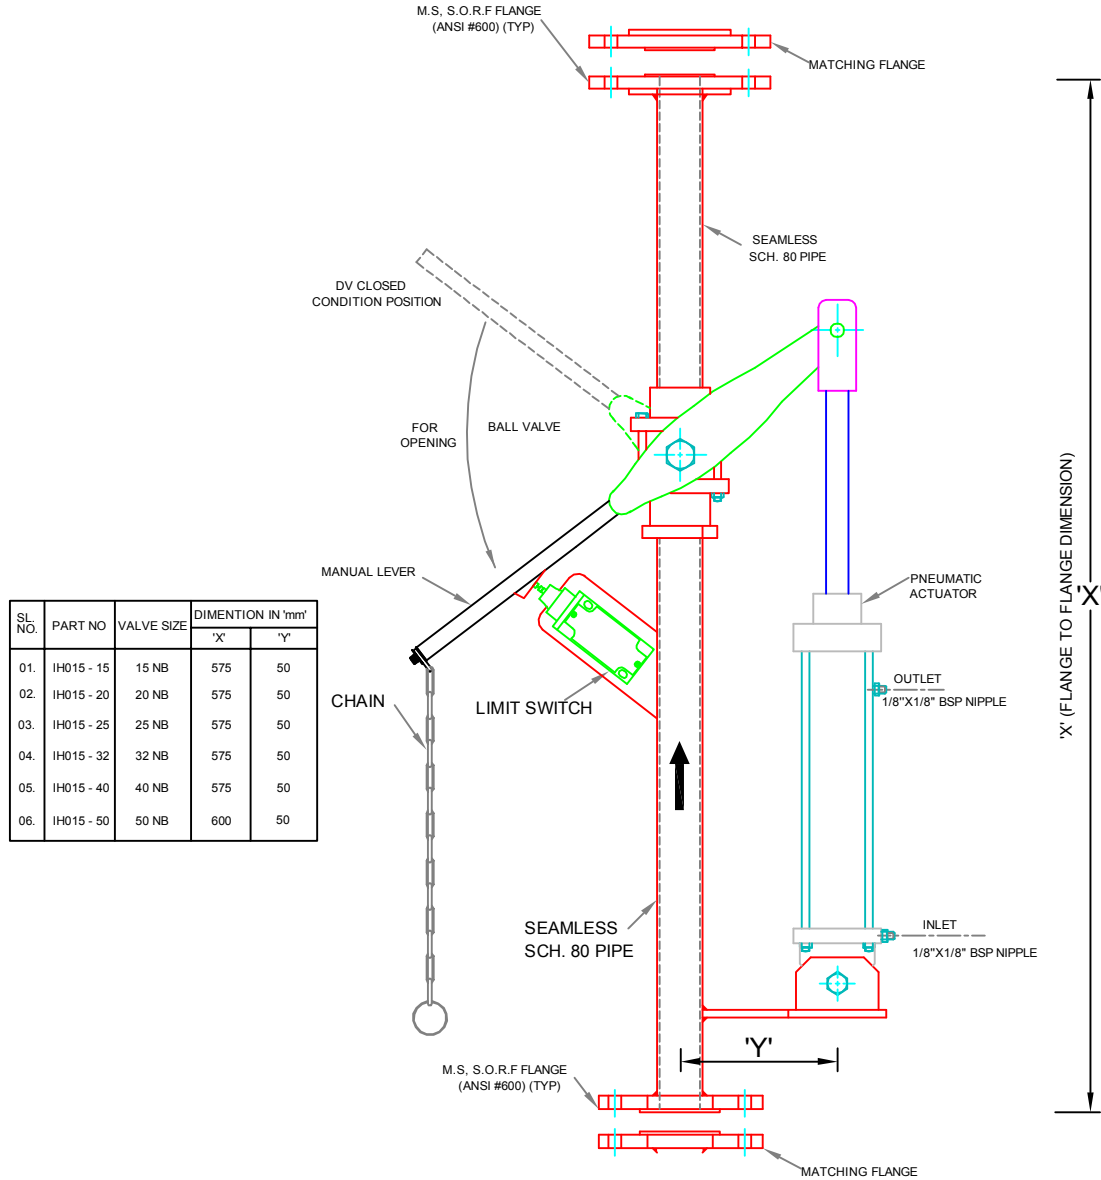 M.S, S.O.R.F FLANGE
(ANSI #600) (TYP)
MATCHING FLANGE
SEAMLESS
SCH. 80 PIPE
DV CLOSED
CONDITION POSITION
FOR
OPENING
BALL VALVE
MANUAL LEVER
PNEUMATIC
ACTUATOR
'X' (FLANGE TO FLANGE DIMENSION)
'X'
SL. NO. PART NO VALVE SIZE DIMENTION IN 'mm'
'X' 'Y'
01. IH015 - 15 15 NB 575 50
02. IH015 - 20 20 NB 575 50
03. IH015 - 25 25 NB 575 50
04. IH015 - 32 32 NB 575 50
05. IH015 - 40 40 NB 575 50
06. IH015 - 50 50 NB 600 50
CHAIN
LIMIT SWITCH
OUTLET
1/8"X1/8" BSP NIPPLE
SEAMLESS
SCH. 80 PIPE
INLET
1/8"X1/8" BSP NIPPLE
'Y'
M.S, S.O.R.F FLANGE
(ANSI #600) (TYP)
MATCHING FLANGE